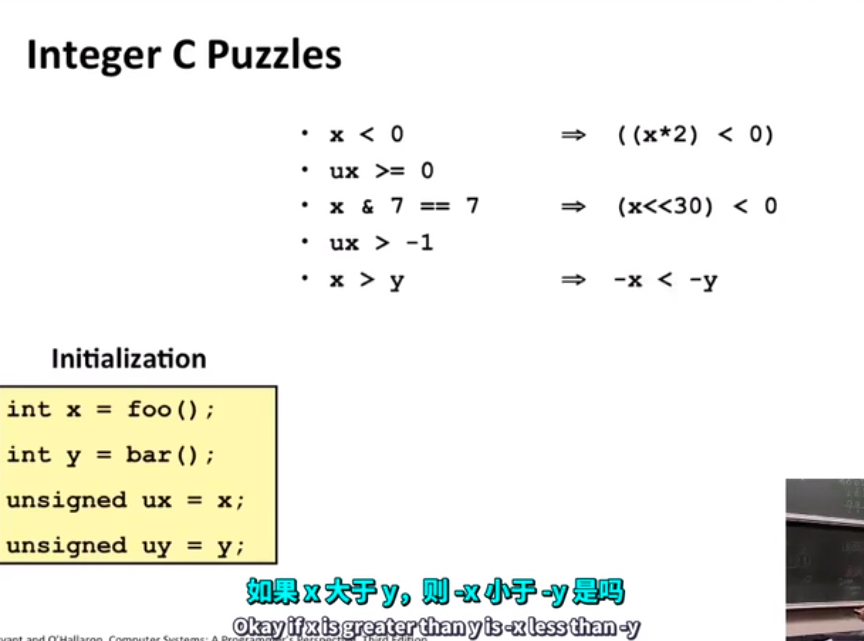 Integer C Puzzles
• x < 0 ⇒ ((x*2) < 0)
• ux >= 0
• x & 7 == 7 ⇒ (x<<30) < 0
• ux > -1
• x > y ⇒ -x < -y
Initialization
int x = foo();
int y = bar();
unsigned ux = x;
unsigned uy = y;
如果 x 大于 y，则 -x 小于 -y 是吗
Okay if x is greater than y is -x less than -y
yant and O'Hallaron, Computer Systems: A Programmer's Perspective, Third Edition